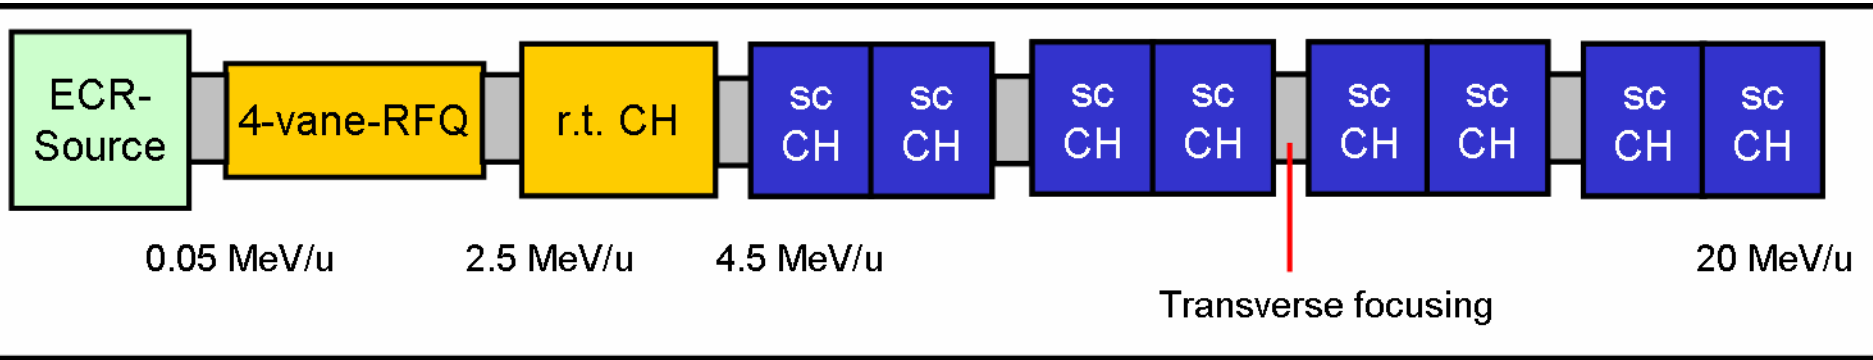 ECR-
Source
4-vane-RFQ
r.t. CH
sc
CH
sc
CH
sc
CH
sc
CH
sc
CH
sc
CH
sc
CH
sc
CH
0.05 MeV/u
2.5 MeV/u
4.5 MeV/u
20 MeV/u
Transverse focusing